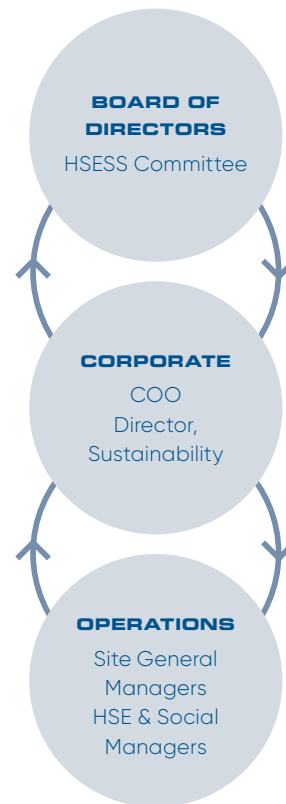 BOARD OF
DIRECTORS
HSESS Committee
CORPORATE
COO
Director,
Sustainability
OPERATIONS
Site General
Managers
HSE & Social
Managers